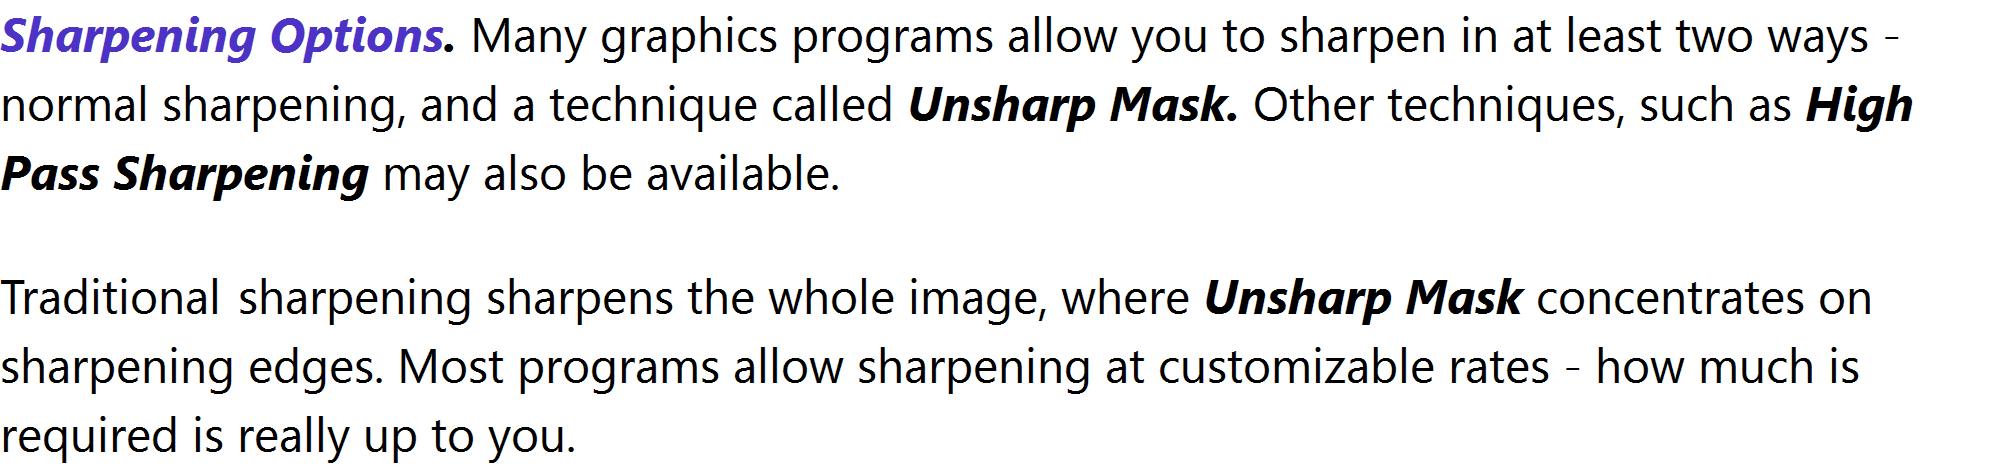 Sharpening Options. Many graphics programs allow you to sharpen in at least two ways -
normal sharpening, and a technique called Unsharp Mask. Other techniques, such as High
Pass Sharpening may also be available.
Traditional sharpening sharpens the whole image, where Unsharp Mask concentrates on
sharpening edges. Most programs allow sharpening at customizable rates - how much is
required is really up to you.